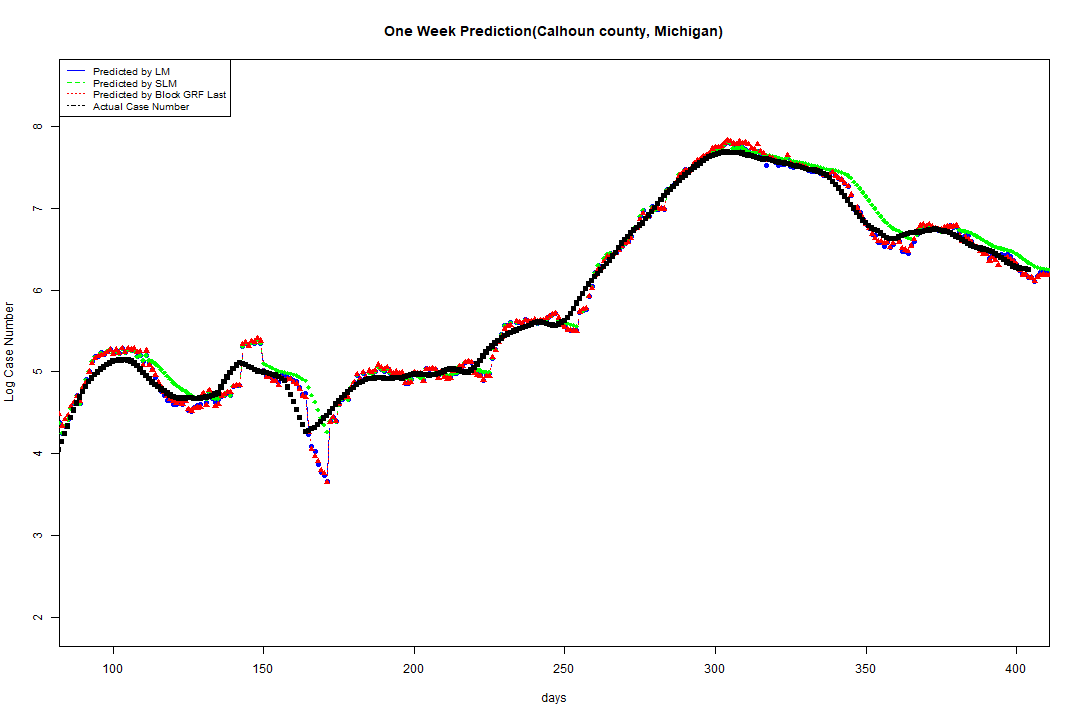 One Week Prediction(Calhoun county, Michigan)
Predicted by LM
Predicted by SLM
Predicted by Block GRF Last
Actual Case Number
8
7
6
5
4
3
2
Log Case Number
100 150 200 250 300 350 400
days